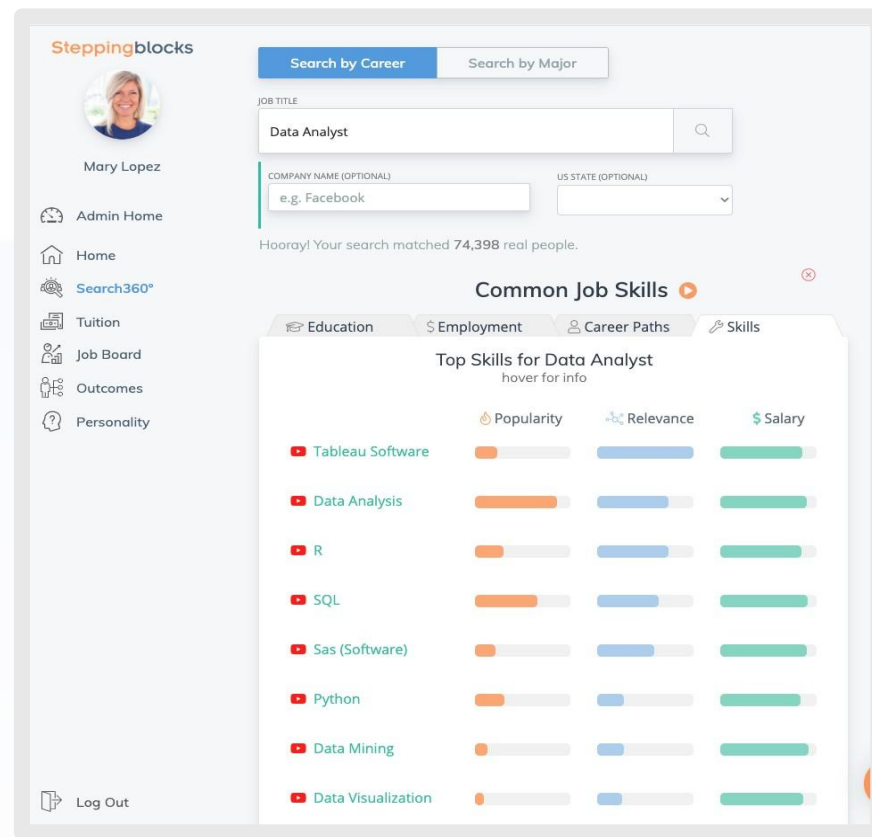 Steppingblocks
Mary Lopez
Admin Home
Home
Search360°
Tuition
Job Board
Outcomes
Personality
Log Out
Search by Career Search by Major
JOB TITLE
Data Analyst
COMPANY NAME (OPTIONAL) US STATE (OPTIONAL)
e.g. Facebook
Hooray! Your search matched 74,398 real people.
Common Job Skills
Education $ Employment Career Paths Skills
Top Skills for Data Analyst
hover for info
Popularity Relevance $ Salary
Tableau Software
Data Analysis
R
SQL
Sas (Software)
Python
Data Mining
Data Visualization